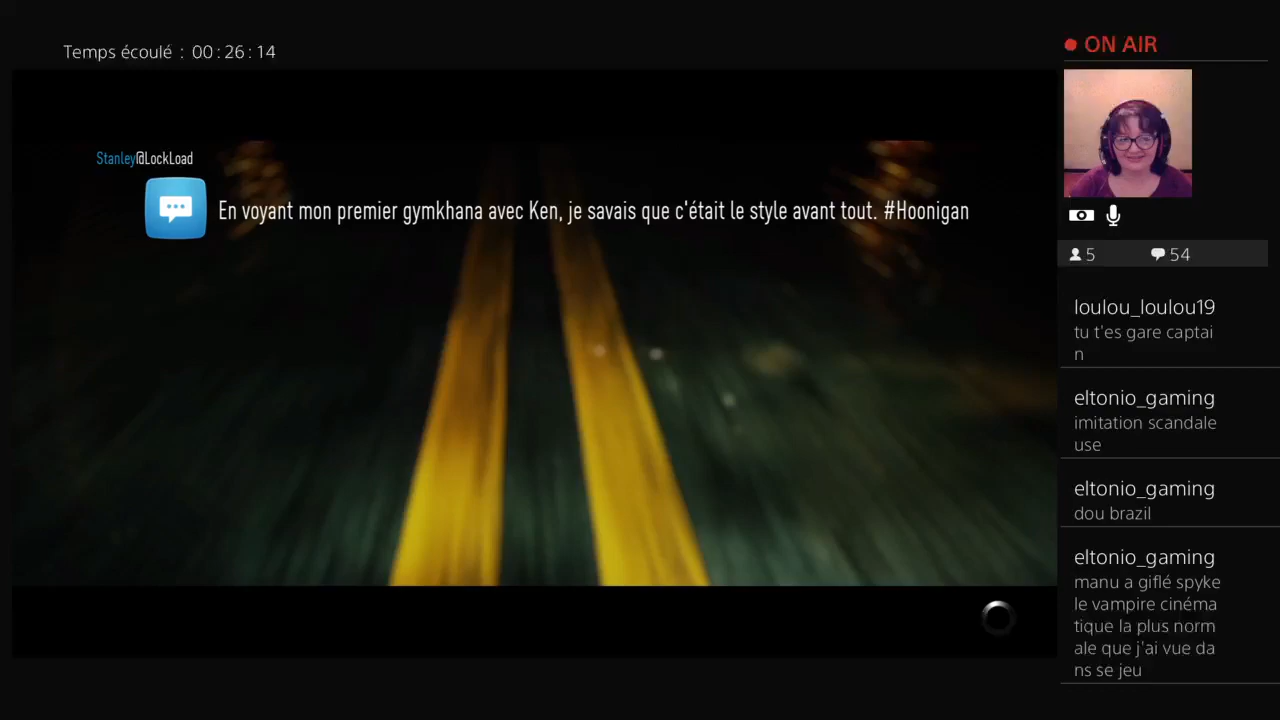 Temps écoulé : 00:26:14
Stanley@LockLoad
En voyant mon premier gymkhana avec Ken, je savais que c'était le style avant tout. #Hoonigan
ON AIR
5 54
loulou_loulou19
tu t'es gare captai
n
eltonio_gaming
imitation scandale
use
eltonio_gaming
dou brazil
eltonio_gaming
manu a giflé spyke
le vampire cinéma
tique la plus norm
ale que j'ai vue da
ns se jeu